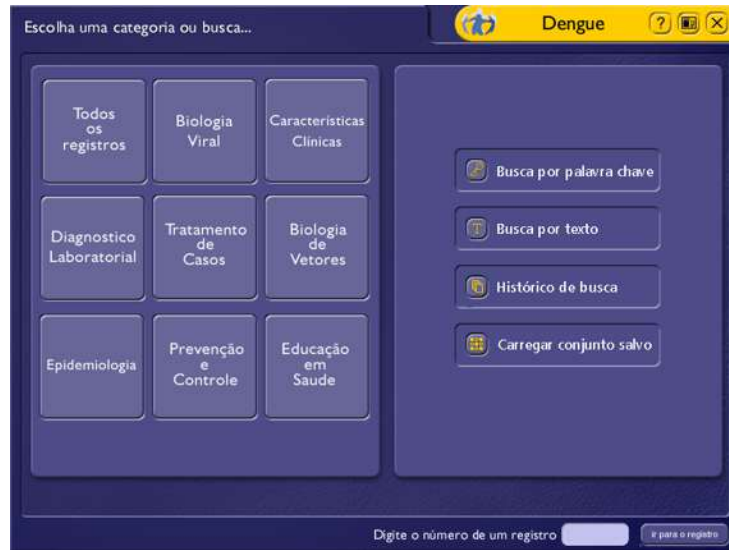 Escolha uma categoria ou busca...
Dengue
?
Todos
os
registros
Biologia
Viral
Características
Clínicas
Diagnostico
Laboratorial
Tratamento
de
Casos
Biologia
de
Vetores
Epidemiologia
Prevenção
e
Controle
Educação
em
Saude
Busca por palavra chave
T
Busca por texto
Histórico de busca
Carregar conjunto salvo
Digite o número de um registro
ir para o registro